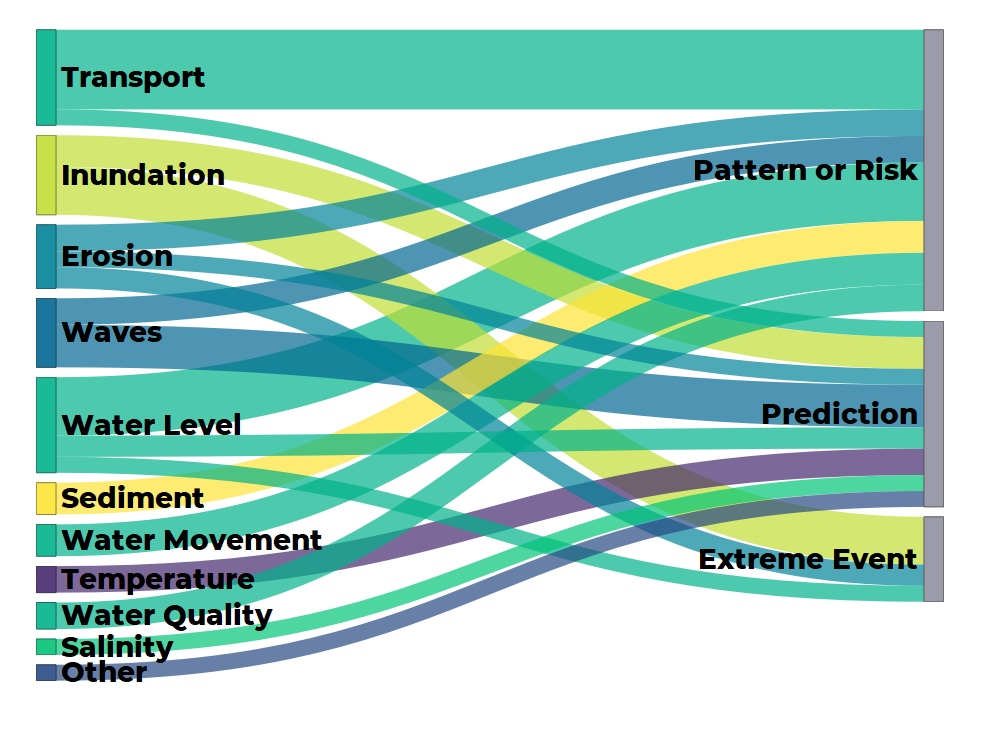 Transport
Inundation
Pattern or Risk
Erosion
Waves
Prediction
Water Level
Sediment
Water Movement
Extreme Event
Temperature
Water Quality
Salinity
Other